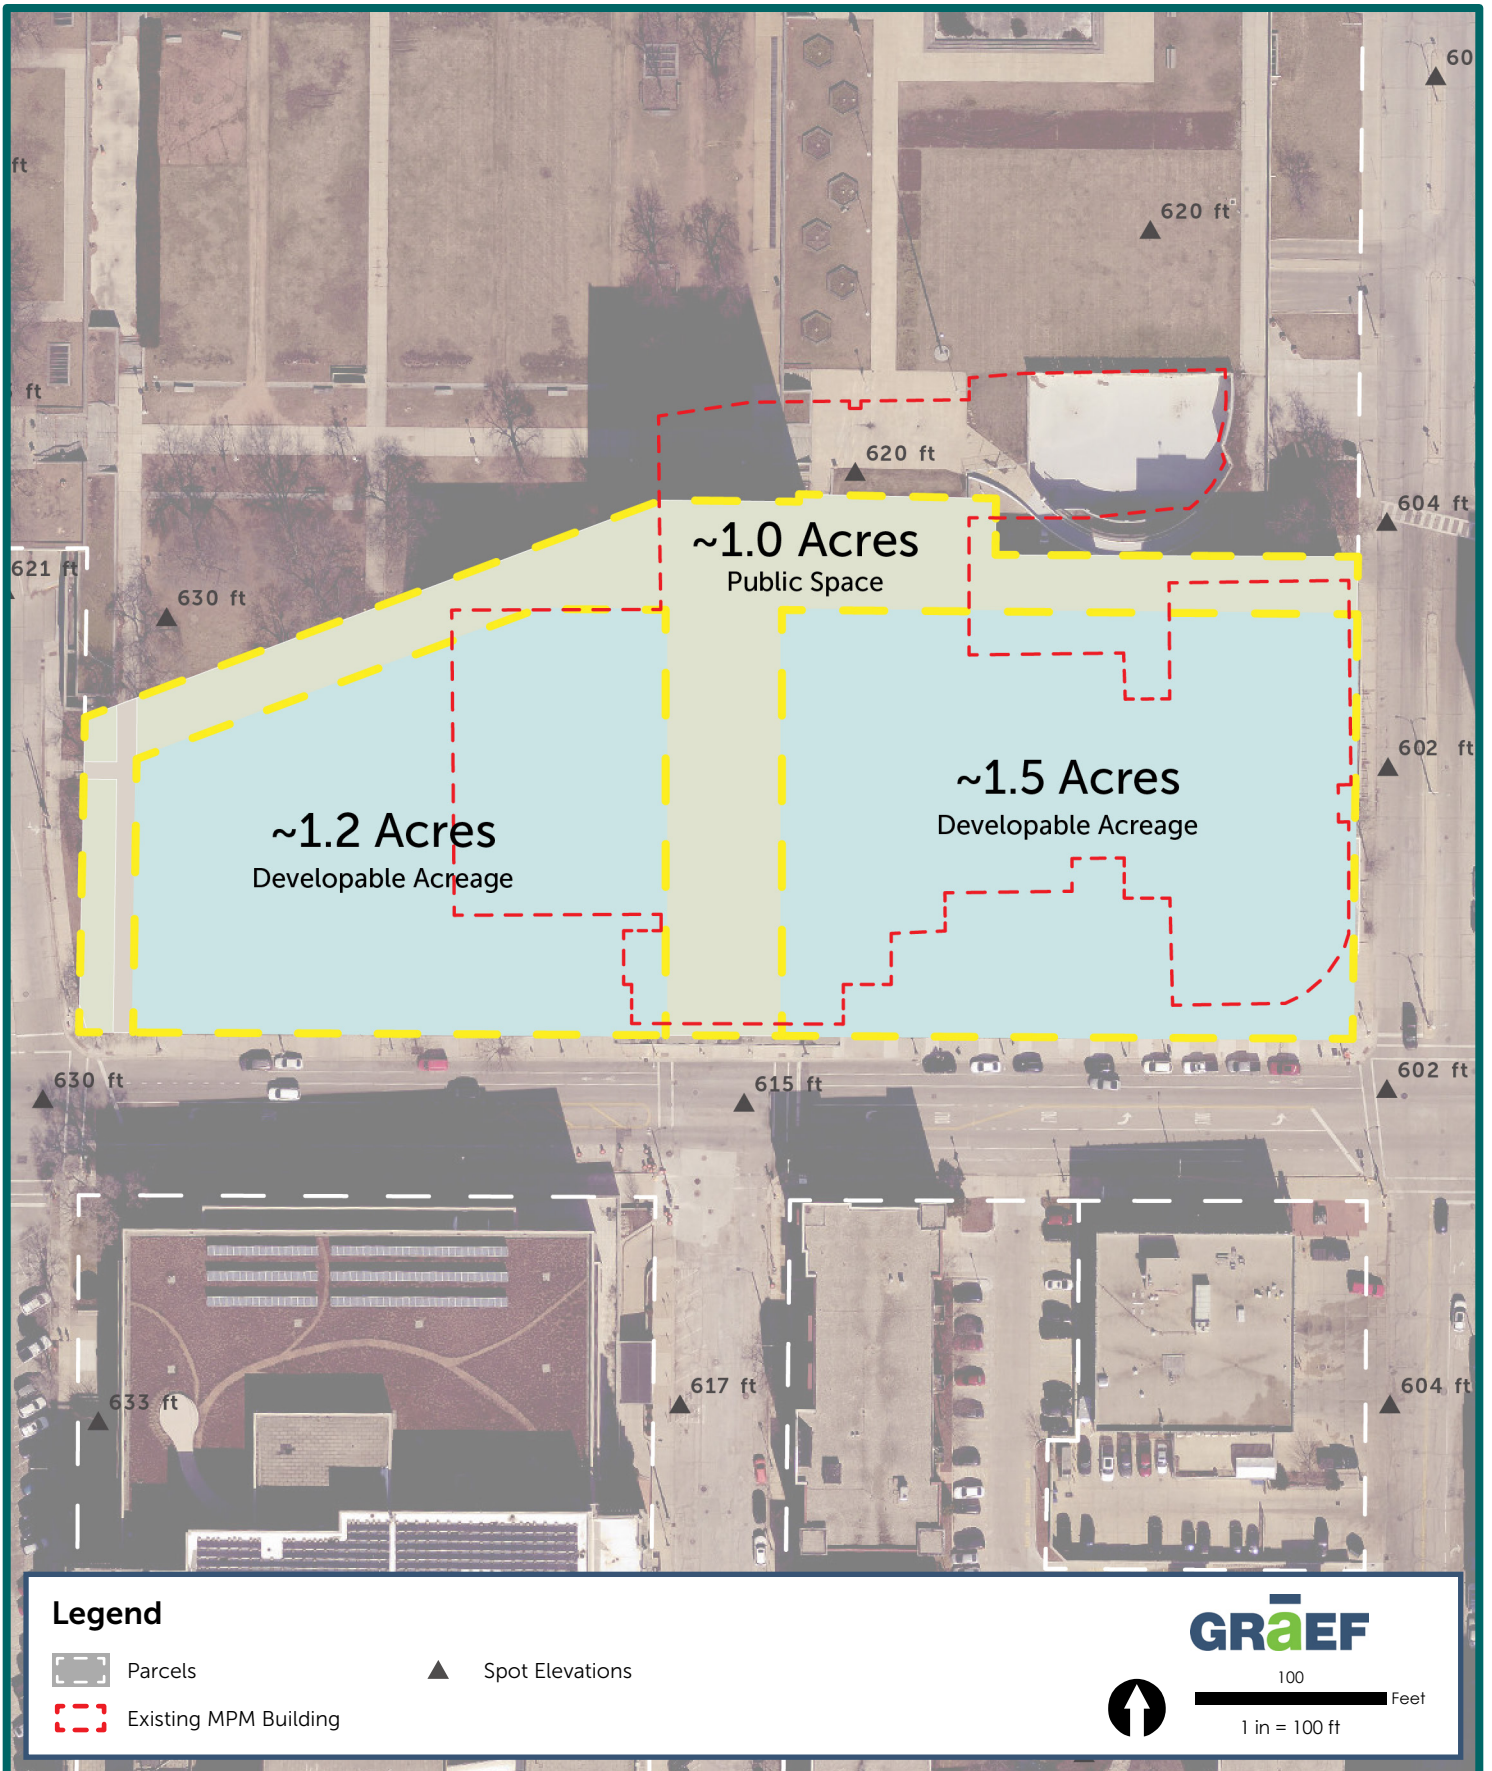 60
ft
620 ft
ft
620 ft
604 ft
~1.0 Acres
Public Space
621 ft
630 ft
602 ft
~1.5 Acres
Developable Acreage
~1.2 Acres
Developable Acreage
630 ft
615 ft
602 ft
633 ft
617 ft
604 ft
Legend
Parcels
Spot Elevations
Existing MPM Building
GRaEF
100
Feet
1 in = 100 ft